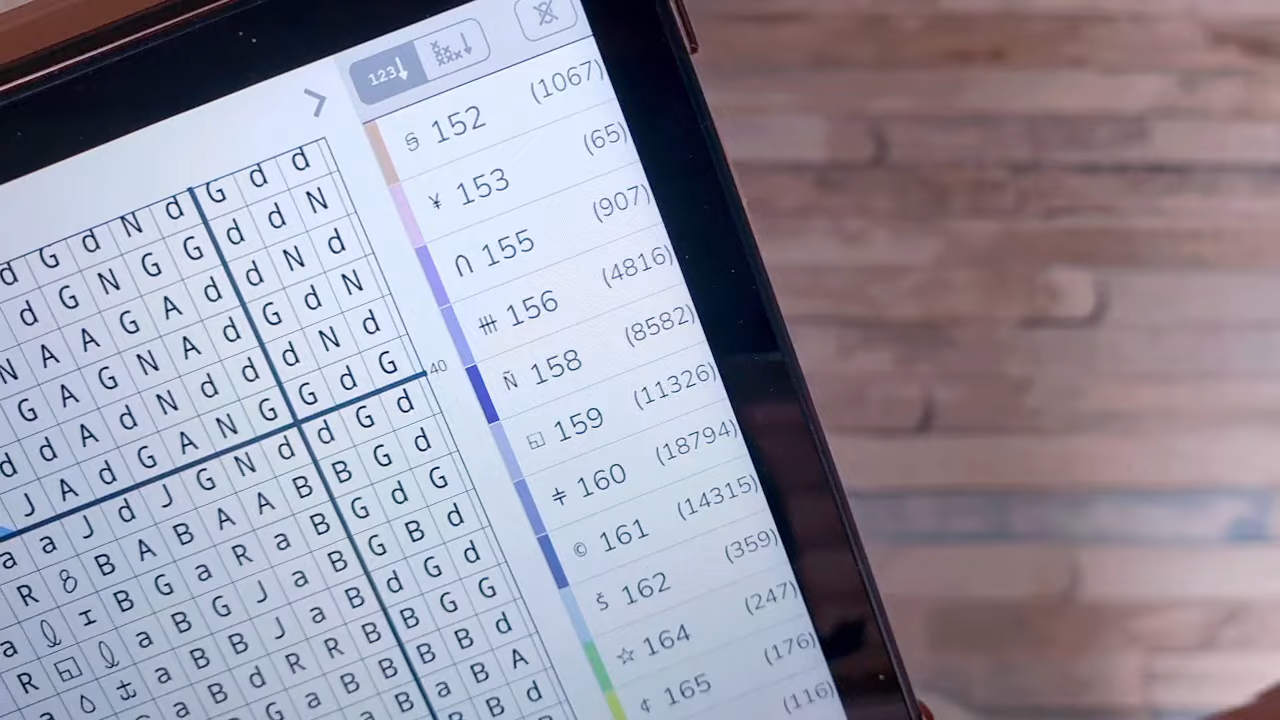 123↓
§ 152 (1067)
¥ 153 (65)
∩ 155 (907)
156 (4816)
Ñ 158 (8582)
159 (11326)
160 (18794)
© 161 (14315)
š 162 (359)
☆ 164 (247)
¢ 165 (176)
(116)
d G d N d G d d
d G N G G d d N
N A A G A d d N d
G A G N A d G d N
d d A d N d d d N d
J A d G A N G G d G
40
a a J d J G N d d G d
R 8 B A B A A B B G d
a ℓ I B G a R a B G d G
R ℓ a B G J a B G B d
a B B J a B d G d
a B d R R B B G G
G a B B B B B d
a B a B A
B B d